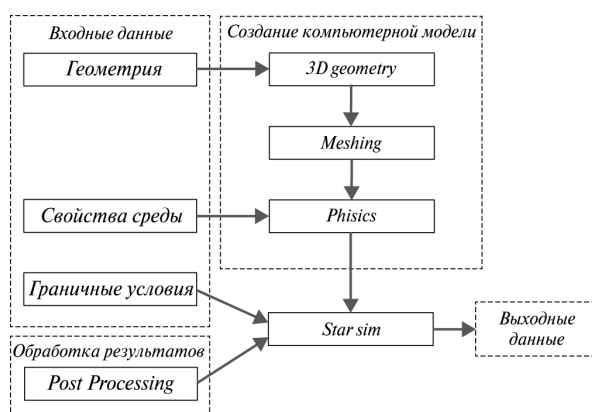 Входные данные
Геометрия
Свойства среды
Граничные условия
Обработка результатов
Post Processing
Создание компьютерной модели
3D geometry
Meshing
Phisics
Star sim
Выходные
данные